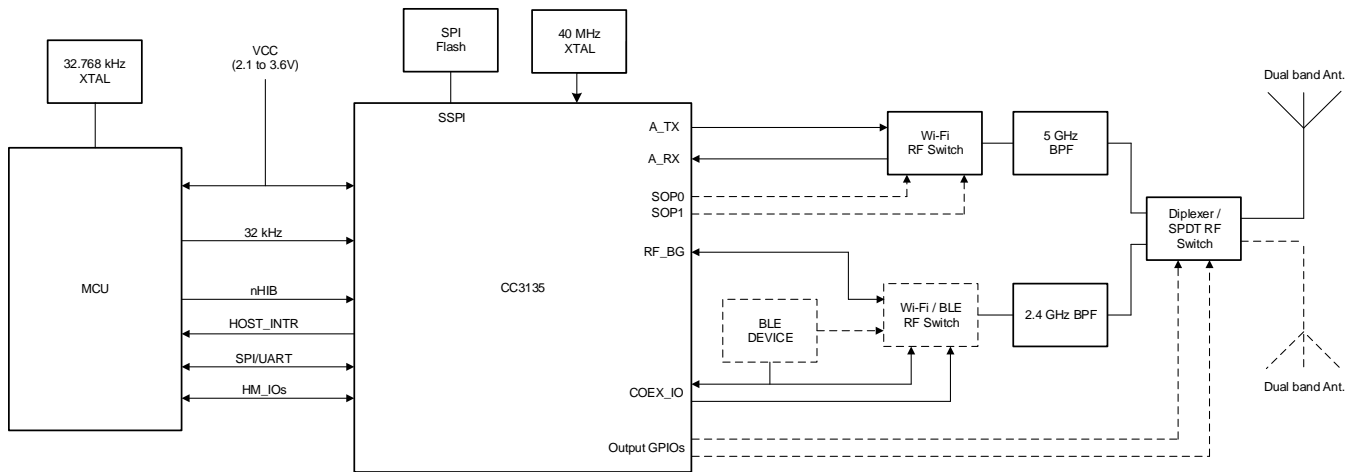 32.768 kHz
XTAL
VCC
(2.1 to 3.6V)
SPI
Flash
40 MHz
XTAL
Dual band Ant.
SSPI
A_TX
A_RX
SOP0
SOP1
Wi-Fi
RF Switch
5 GHz
BPF
Diplexer /
SPDT RF
Switch
MCU
32 kHz
nHIB
HOST_INTR
SPI/UART
HM_IOs
CC3135
RF_BG
BLE
DEVICE
Wi-Fi / BLE
RF Switch
2.4 GHz BPF
COEX_IO
Output GPIOs
Dual band Ant.